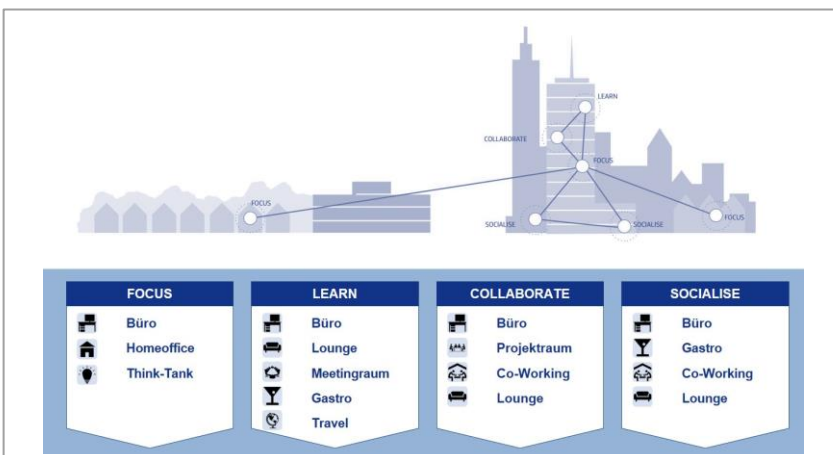 LEARN
COLLABORATE
FOCUS
FOCUS
SOCIALISE
SOCIALISE
FOCUS
FOCUS
Büro
Homeoffice
Think-Tank
LEARN
Büro
Lounge
Meetingraum
Gastro
Travel
COLLABORATE
Büro
Projektraum
Co-Working
Lounge
SOCIALISE
Büro
Gastro
Co-Working
Lounge